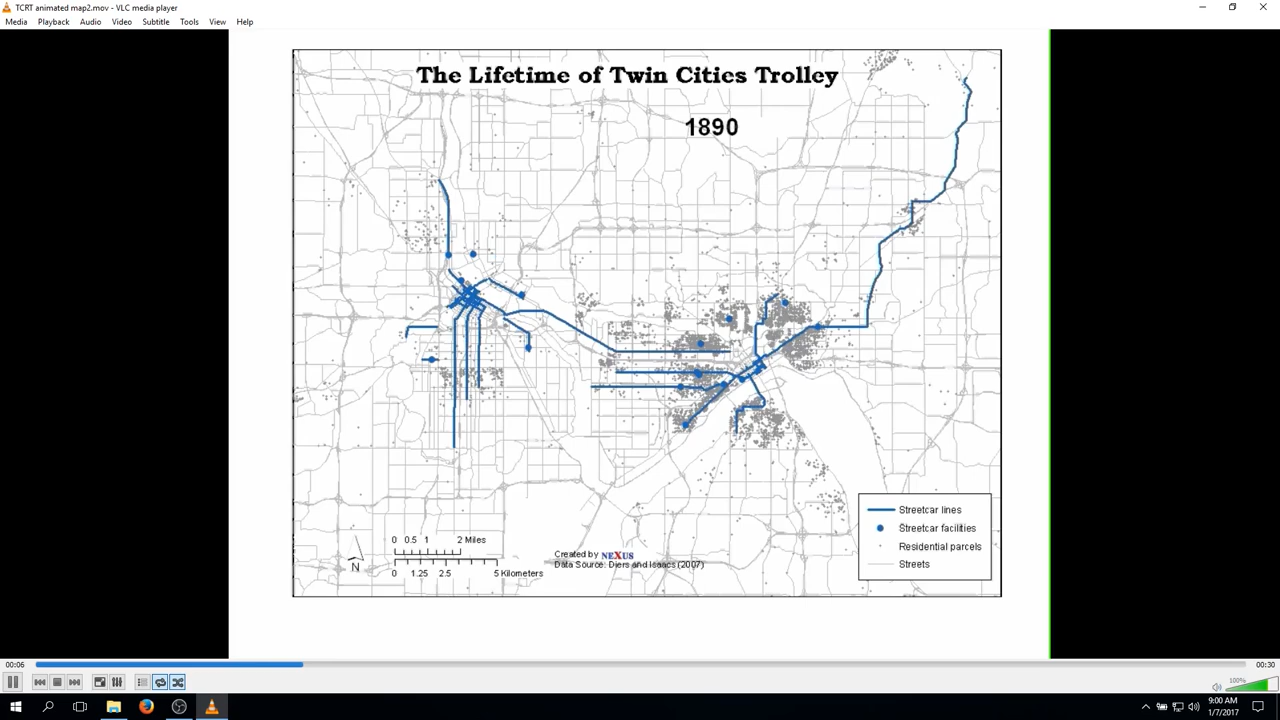 TCRT animated map2.mov - VLC media player
Media Playback Audio Video Subtitle Tools View Help
The Lifetime of Twin Cities Trolley
1890
Streetcar lines
Streetcar facilities
Residential parcels
Streets
0 0.5 1 2 Miles
0 1.25 2.5 5 Kilometers
N
Created by NEXUS
Data Source: Diers and Isaacs (2007)
00:06
00:30
100%
9:00 AM
1/7/2017